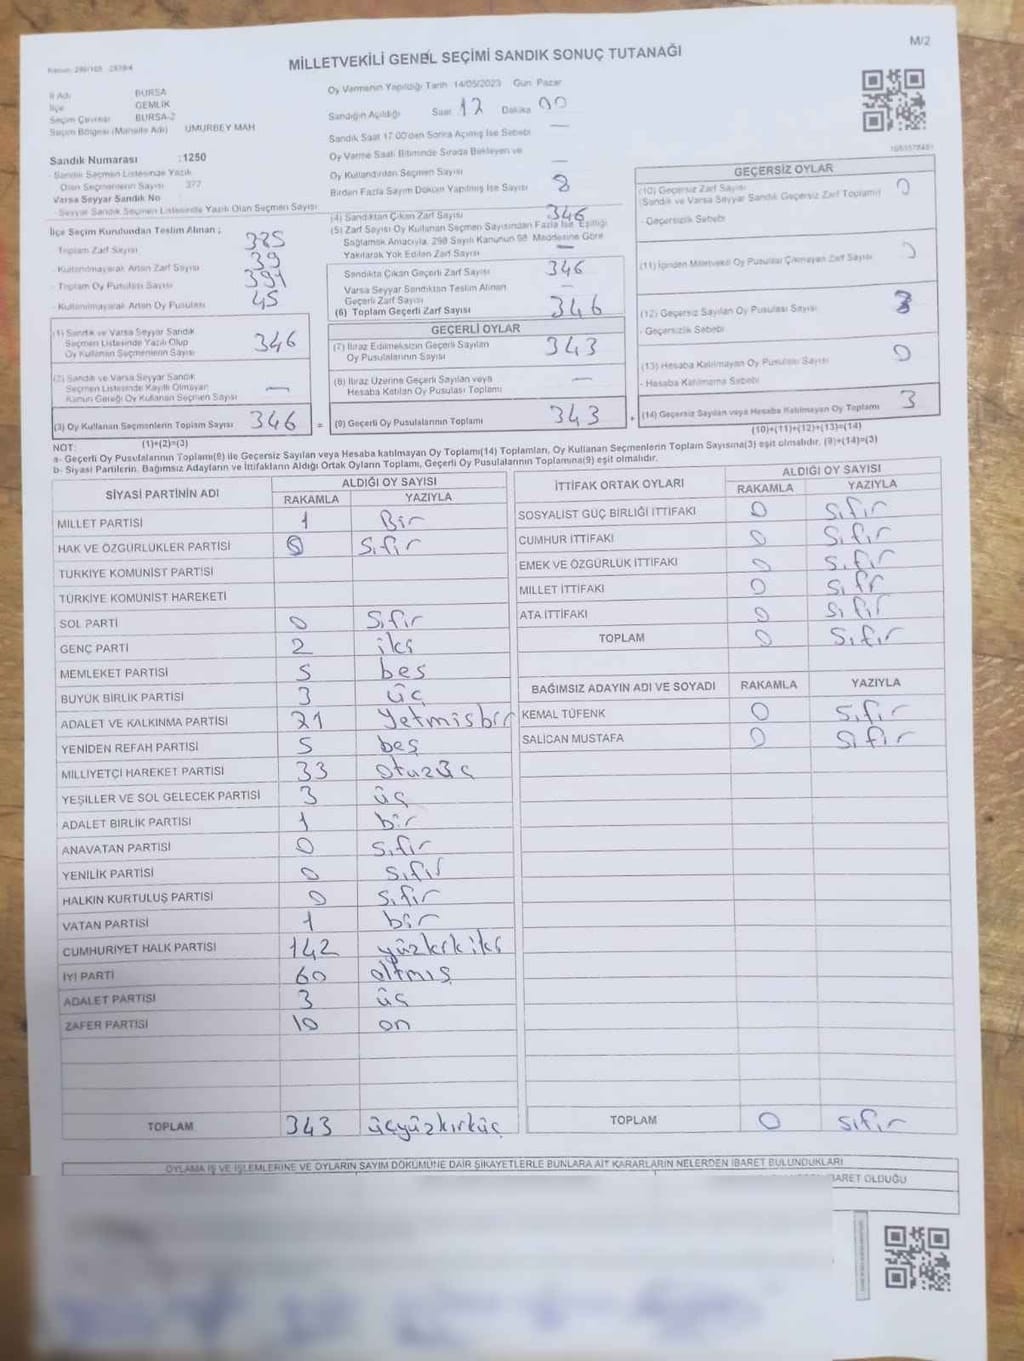 MİLLETVEKİLİ GENEL SEÇİMİ SANDIK SONUÇ TUTANAĞI
M/2
İl Adı BURSA
İlçe GEMLİK
Seçim Çevresi BURSA-2
Seçim Bölgesi (Mahalle Adı) UMURBEY MAH
Sandık Numarası :1250
Sandık Seçmen Listesinde Yazılı
Olan Seçmenlerin Sayısı 377
Varsa Seyyar Sandık No
Seyyar Sandık Seçmen Listesinde Yazılı Olan Seçmen Sayısı
İlçe Seçim Kurulundan Teslim Alınan ;
Toplam Zarf Sayısı 385
- Kullanılmayarak Artan Zarf Sayısı 39
- Toplam Oy Pusulası Sayısı 391
- Kullanılmayarak Artan Oy Pusulası 45
(1) Sandık ve Varsa Seyyar Sandık
Seçmen Listesinde Yazılı Olup
Oy Kullanan Seçmenlerin Sayısı 346
(2) Sandık ve Varsa Seyyar Sandık
Seçmen Listesinde Kayıtlı Olmayan
Kanun Gereği Oy Kullanan Seçmen Sayısı —
(3) Oy Kullanan Seçmenlerin Toplam Sayısı 346 =
(1)+(2)=(3)
Oy Vermenin Yapıldığı Tarih 14/05/2023 Gün Pazar
Sandığın Açıldığı Saat 17 Dakika 00
Sandık Saat 17.00'dan Sonra Açılmış İse Sebebi —
Oy Verme Saati Bitiminde Sırada Bekleyen ve
Oy Kullandırılan Seçmen Sayısı —
Birden Fazla Sayım Döküm Yapılmış İse Sayısı
(4) Sandıktan Çıkan Zarf Sayısı 346
(5) Zarf Sayısı Oy Kullanan Seçmen Sayısından Fazla İse Eşitliği
Sağlamak Amacıyla, 298 Sayılı Kanunun 98. Maddesine Göre
Yakılarak Yok Edilen Zarf Sayısı —
Sandıkta Çıkan Geçerli Zarf Sayısı 346
Varsa Seyyar Sandıktan Teslim Alınan
Geçerli Zarf Sayısı —
(6) Toplam Geçerli Zarf Sayısı 346
GEÇERLİ OYLAR
(7) İtiraz Edilmeksizin Geçerli Sayılan
Oy Pusulalarının Sayısı 343
(8) İtiraz Üzerine Geçerli Sayılan veya
Hesaba Katılan Oy Pusulası Toplamı —
(9) Geçerli Oy Pusulalarının Toplamı 343 +
GEÇERSİZ OYLAR
(10) Geçersiz Zarf Sayısı
(Sandık ve Varsa Seyyar Sandık Geçersiz Zarf Toplamı) 0
- Geçersizlik Sebebi
(11) İçinden Milletvekili Oy Pusulası Çıkmayan Zarf Sayısı 0
(12) Geçersiz Sayılan Oy Pusulası Sayısı 3
- Geçersizlik Sebebi
(13) Hesaba Katılmayan Oy Pusulası Sayısı 0
- Hesaba Katılmama Sebebi
(14) Geçersiz Sayılan veya Hesaba Katılmayan Oy Toplamı 3
(10)+(11)+(12)+(13)=(14)
NOT:
a- Geçerli Oy Pusulasının Toplamı(9) ile Geçersiz Sayılan veya Hesaba Katılmayan Oy Toplamı(14) Toplamları, Oy Kullanan Seçmenlerin Toplam Sayısına(3) eşit olmalıdır. (9)+(14)=(3)
b- Siyasi Partilerin, Bağımsız Adayların ve İttifakların Aldığı Ortak Oyların Toplamı, Geçerli Oy Pusulalarının Toplamına(9) eşit olmalıdır.
SİYASİ PARTİNİN ADI ALDIĞI OY SAYISI
RAKAMLA YAZIYLA
MİLLET PARTİSİ 1 Bir
HAK VE ÖZGÜRLÜKLER PARTİSİ 0 Sıfır
TÜRKİYE KOMÜNİST PARTİSİ
TÜRKİYE KOMÜNİST HAREKETİ
SOL PARTİ 0 Sıfır
GENÇ PARTİ 2 iki
MEMLEKET PARTİSİ 5 beş
BÜYÜK BİRLİK PARTİSİ 3 üç
ADALET VE KALKINMA PARTİSİ 71 Yetmişbir
YENİDEN REFAH PARTİSİ 5 beş
MİLLİYETÇİ HAREKET PARTİSİ 33 otuzüç
YEŞİLLER VE SOL GELECEK PARTİSİ 3 üç
ADALET BİRLİK PARTİSİ 1 bir
ANAVATAN PARTİSİ 0 sıfır
YENİLİK PARTİSİ 0 sıfır
HALKIN KURTULUŞ PARTİSİ 0 sıfır
VATAN PARTİSİ 1 bir
CUMHURİYET HALK PARTİSİ 142 yüzkırkiki
İYİ PARTİ 60 altmış
ADALET PARTİSİ 3 üç
ZAFER PARTİSİ 10 on
TOPLAM 343 üçyüzkırküç
İTTİFAK ORTAK OYLARI ALDIĞI OY SAYISI
RAKAMLA YAZIYLA
SOSYALİST GÜÇ BİRLİĞİ İTTİFAKI 0 sıfır
CUMHUR İTTİFAKI 0 sıfır
EMEK VE ÖZGÜRLÜK İTTİFAKI 0 sıfır
MİLLET İTTİFAKI 0 sıfr
ATA İTTİFAKI 0 sıfır
TOPLAM 0 sıfır
BAĞIMSIZ ADAYIN ADI VE SOYADI RAKAMLA YAZIYLA
KEMAL TÜFENK 0 sıfır
SALİCAN MUSTAFA 0 sıfır
TOPLAM 0 sıfır
OYLAMA İŞ VE İŞLEMLERİNE VE OYLARIN SAYIM DÖKÜMÜNE DAİR ŞİKAYETLERLE BUNLARA AİT KARARLARIN NELERDEN İBARET BULUNDUKLARI
İBARET OLDUĞU